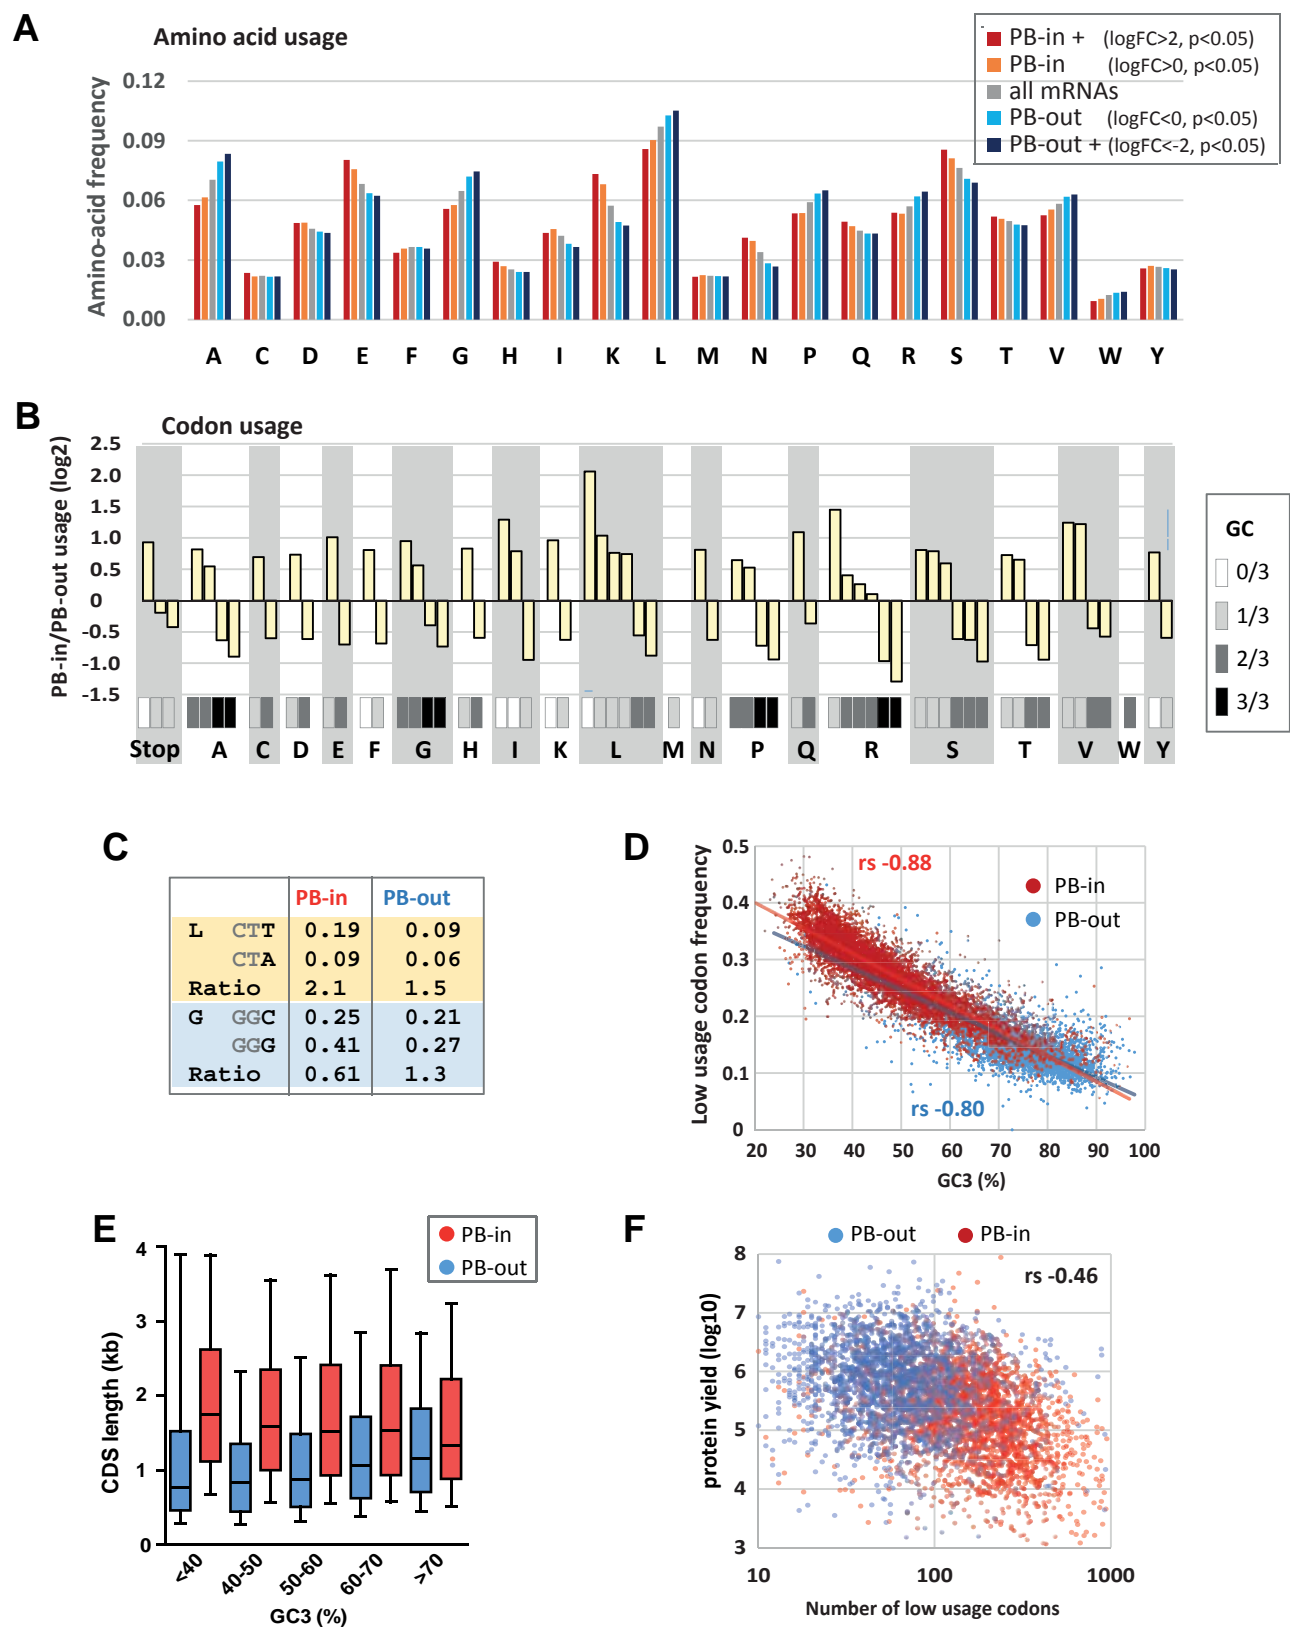 A
Amino acid usage
PB-in + (logFC>2, p<0.05)
PB-in (logFC>0, p<0.05)
all mRNAs
PB-out (logFC<0, p<0.05)
PB-out + (logFC<-2, p<0.05)
Amino-acid frequency
0.12
0.09
0.06
0.03
0.00
A C D E F G H I K L M N P Q R S T V W Y
B
Codon usage
PB-in/PB-out usage (log2)
2.5
2.0
1.5
1.0
0.5
0
-0.5
-1.0
-1.5
Stop A C D E F G H I K L M N P Q R S T V W Y
GC
0/3
1/3
2/3
3/3
C
PB-in PB-out
L CTT 0.19 0.09
CTA 0.09 0.06
Ratio 2.1 1.5
G GGC 0.25 0.21
GGG 0.41 0.27
Ratio 0.61 1.3
D
Low usage codon frequency
0.5
0.4
0.3
0.2
0.1
0
rs -0.88
PB-in
PB-out
rs -0.80
20 30 40 50 60 70 80 90 100
GC3 (%)
E
PB-in
PB-out
CDS length (kb)
4
3
2
1
0
<40 40-50 50-60 60-70 >70
GC3 (%)
F
PB-out PB-in
protein yield (log10)
8
7
6
5
4
3
rs -0.46
10 100 1000
Number of low usage codons